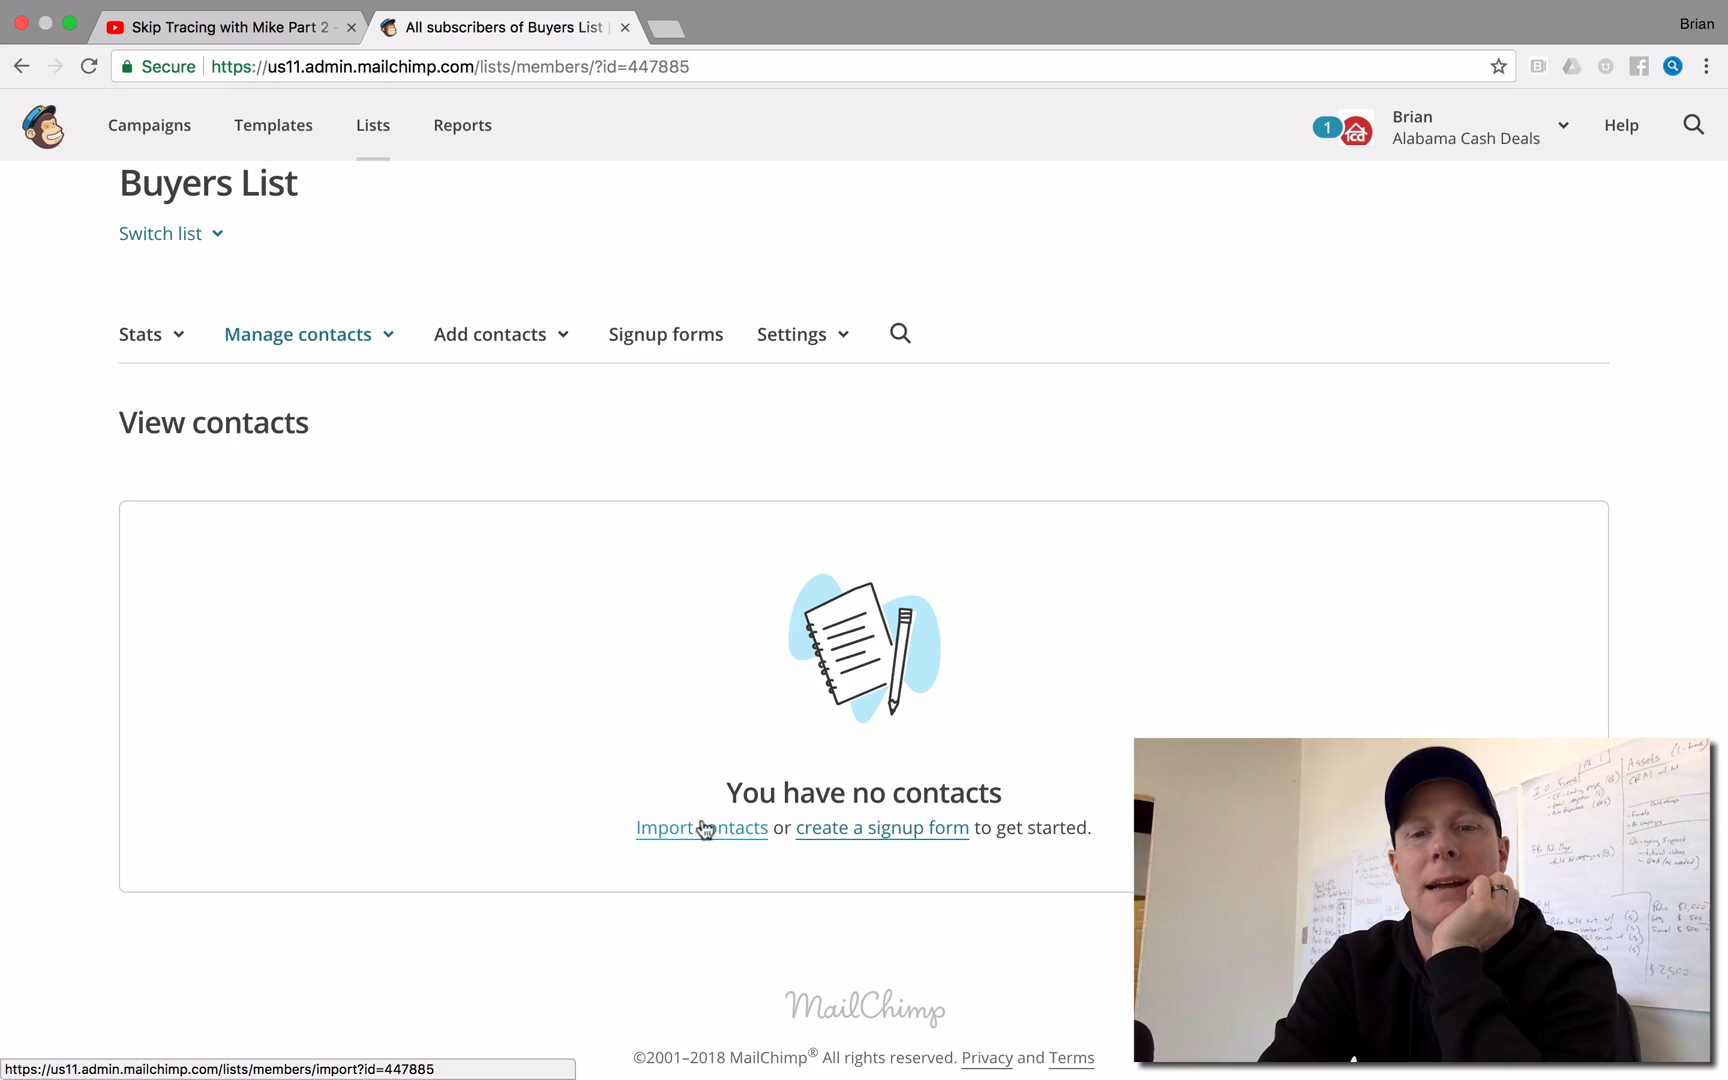 Skip Tracing with Mike Part 2 -
All subscribers of Buyers List |
Brian
Secure
https://us11.admin.mailchimp.com/lists/members/?id=447885
Campaigns
Templates
Lists
Reports
1
Brian
Alabama Cash Deals
Help
Buyers List
Switch list
Stats
Manage contacts
Add contacts
Signup forms
Settings
View contacts
You have no contacts
Import contacts or create a signup form to get started.
MailChimp
©2001–2018 MailChimp® All rights reserved. Privacy and Terms
https://us11.admin.mailchimp.com/lists/members/import?id=447885
Assets
$2,500